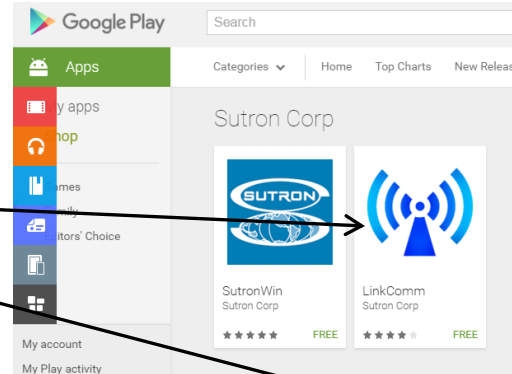 Google Play
Search
Apps
Categories
Home
Top Charts
New Releas
y apps
hop
Sutron Corp
ames
mily
itors' Choice
SUTRON
SutronWin
Sutron Corp
FREE
LinkComm
Sutron Corp
FREE
My account
My Play activity